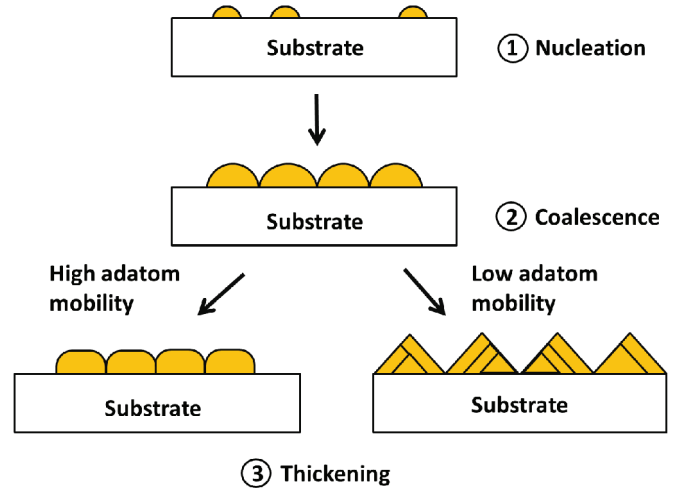 Substrate
① Nucleation
Substrate
② Coalescence
High adatom
mobility
Low adatom
mobility
Substrate
Substrate
③ Thickening